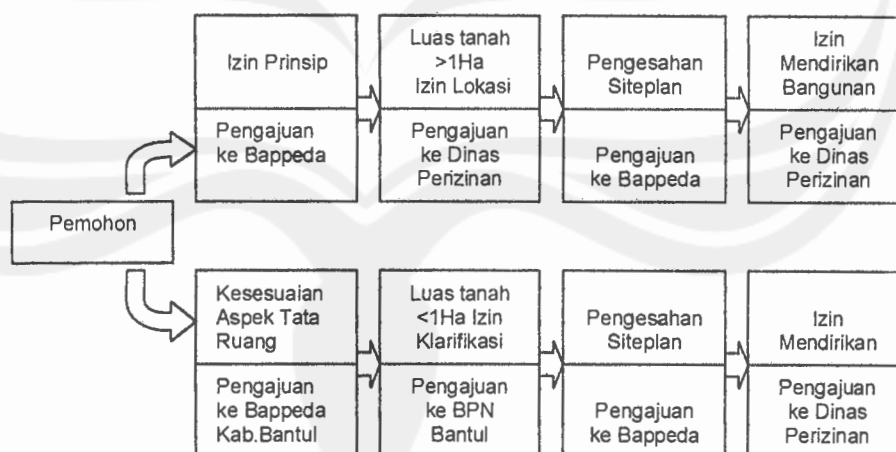 Pemohon
Izin Prinsip
Pengajuan
ke Bappeda
Luas tanah
>1Ha
Izin Lokasi
Pengajuan
ke Dinas
Perizinan
Pengesahan
Siteplan
Pengajuan
ke Bappeda
Izin
Mendirikan
Bangunan
Pengajuan
ke Dinas
Perizinan
Kesesuaian
Aspek Tata
Ruang
Pengajuan
ke Bappeda
Kab.Bantul
Luas tanah
<1Ha Izin
Klarifikasi
Pengajuan
ke BPN
Bantul
Pengesahan
Siteplan
Pengajuan
ke Bappeda
Izin
Mendirikan
Pengajuan
ke Dinas
Perizinan